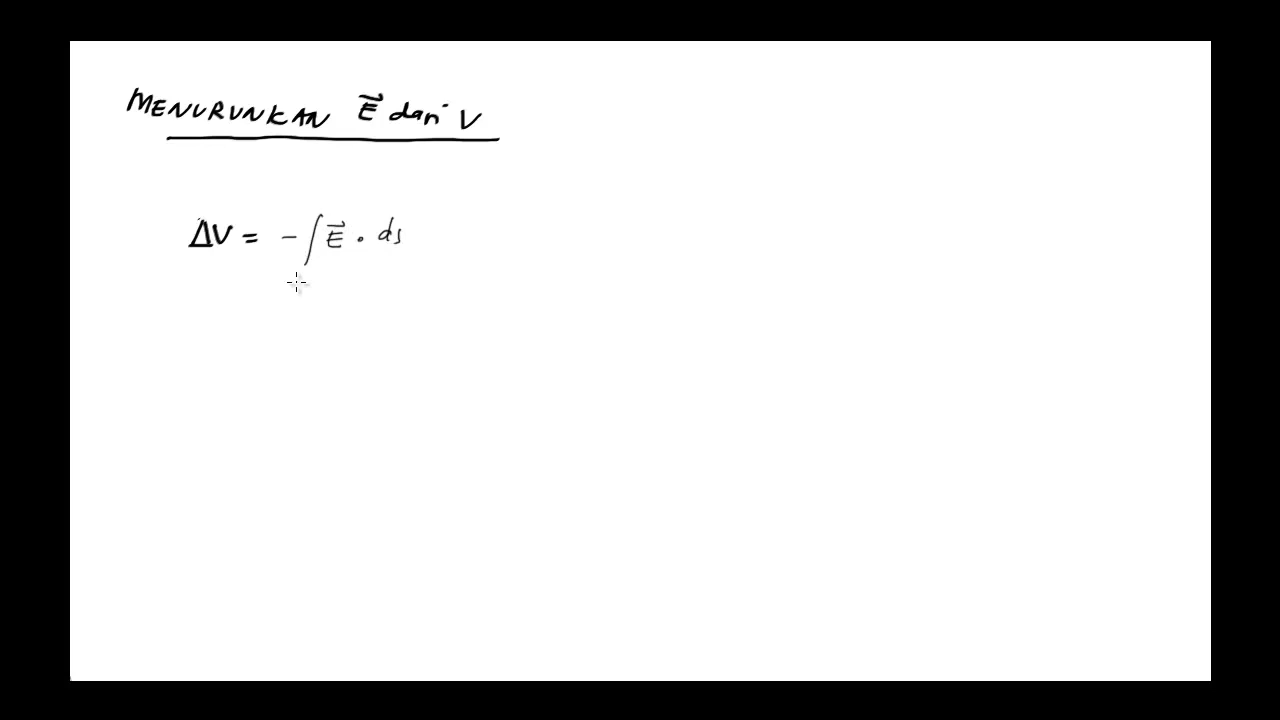 MENURUNKAN E⃗ dari V
ΔV = - ∫ E⃗ . ds